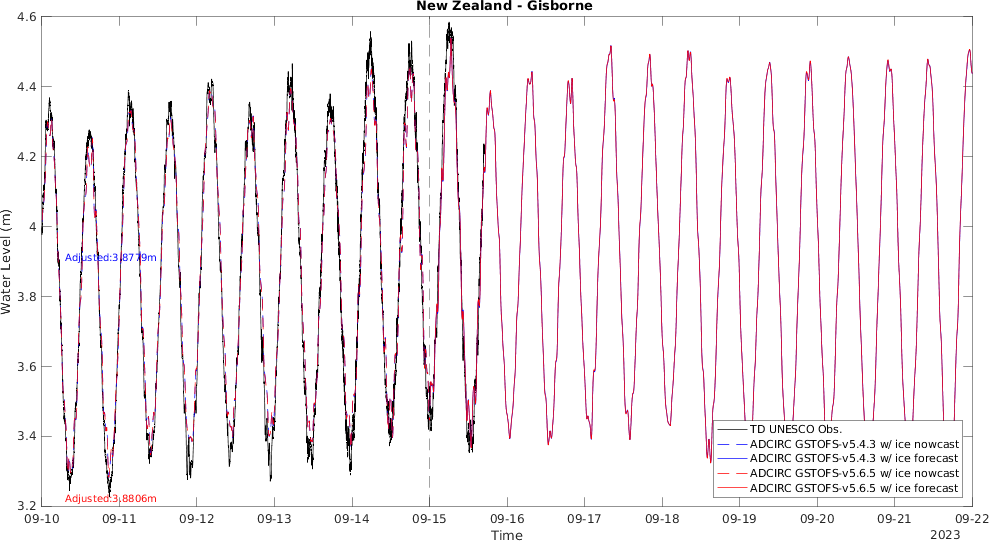 New Zealand - Gisborne
Water Level (m)
4.6
4.4
4.2
4
3.8
3.6
3.4
3.2
Adjusted:3.8779m
Adjusted:3.8806m
TD UNESCO Obs.
ADCIRC GSTOFS-v5.4.3 w/ ice nowcast
ADCIRC GSTOFS-v5.4.3 w/ ice forecast
ADCIRC GSTOFS-v5.6.5 w/ ice nowcast
ADCIRC GSTOFS-v5.6.5 w/ ice forecast
09-10 09-11 09-12 09-13 09-14 09-15 09-16 09-17 09-18 09-19 09-20 09-21 09-22
Time
2023